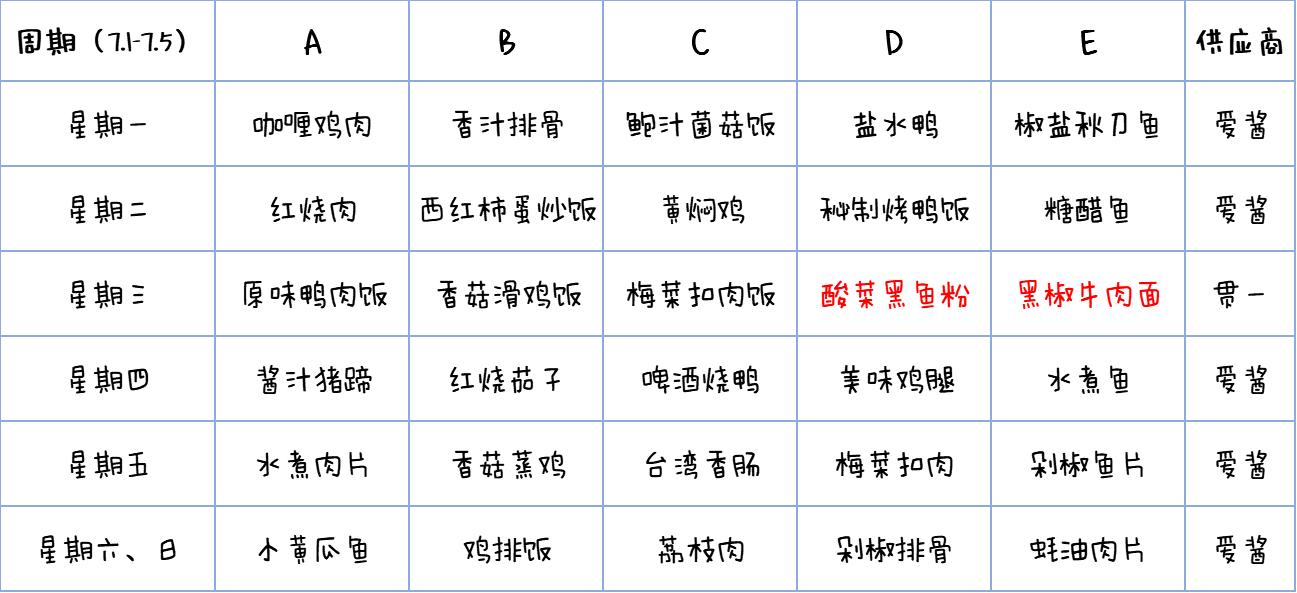 周期（7.1-7.5） A B C D E 供应商
星期一 咖喱鸡肉 香汁排骨 鲍汁菌菇饭 盐水鸭 椒盐秋刀鱼 爱酱
星期二 红烧肉 西红柿蛋炒饭 黄焖鸡 秘制烤鸭饭 糖醋鱼 爱酱
星期三 原味鸭肉饭 香菇滑鸡饭 梅菜扣肉饭 酸菜黑鱼粉 黑椒牛肉面 贯一
星期四 酱汁猪蹄 红烧茄子 啤酒烧鸭 美味鸡腿 水煮鱼 爱酱
星期五 水煮肉片 香菇蒸鸡 台湾香肠 梅菜扣肉 剁椒鱼片 爱酱
星期六、日 小黄瓜鱼 鸡排饭 荔枝肉 剁椒排骨 蚝油肉片 爱酱